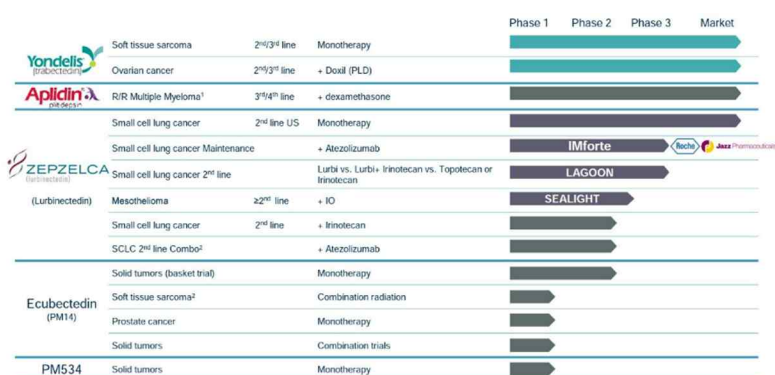 Phase 1 Phase 2 Phase 3 Market
Yondelis
(trabectedin)
Soft tissue sarcoma 2nd/3rd line Monotherapy
Ovarian cancer 2nd/3rd line + Doxil (PLD)
Aplidin
plitidepsin
R/R Multiple Myeloma¹ 3rd/4th line + dexamethasone
ZEPZELCA
(lurbinectedin)
(Lurbinectedin)
Small cell lung cancer 2nd line US Monotherapy
Small cell lung cancer Maintenance + Atezolizumab IMforte Roche Jazz Pharmaceuticals
Small cell lung cancer 2nd line Lurbi vs. Lurbi+ Irinotecan vs. Topotecan or
Irinotecan LAGOON
Mesothelioma ≥2nd line + IO SEALIGHT
Small cell lung cancer 2nd line + Irinotecan
SCLC 2nd line Combo² + Atezolizumab
Ecubectedin
(PM14)
Solid tumors (basket trial) Monotherapy
Soft tissue sarcoma² Combination radiation
Prostate cancer Monotherapy
Solid tumors Combination trials
PM534 Solid tumors Monotherapy